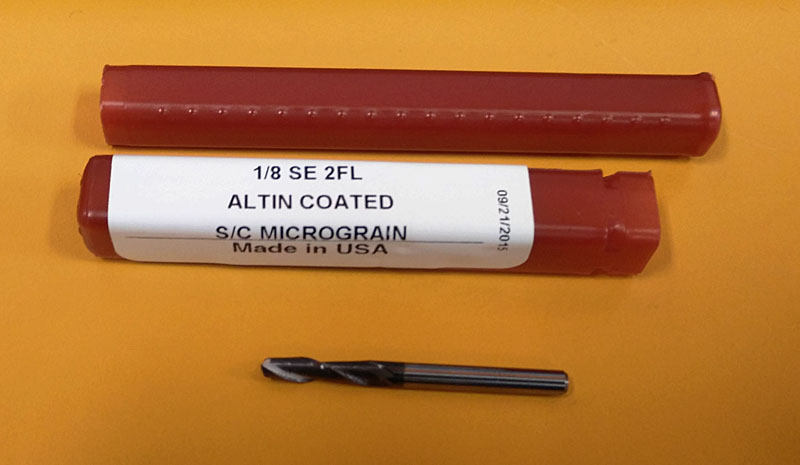 1/8 SE 2FL
ALTIN COATED
S/C MICROGRAIN
Made in USA
09/21/2015